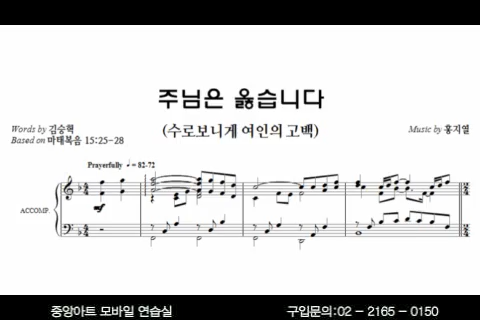 주님은 옳습니다
(수로보니게 여인의 고백)
Words by 김승혁
Based on 마태복음 15:25-28
Music by 홍지열
Prayerfully ♩= 82-72
ACCOMP.
mf
중앙아트 모바일 연습실
구입문의:02 - 2165 - 0150